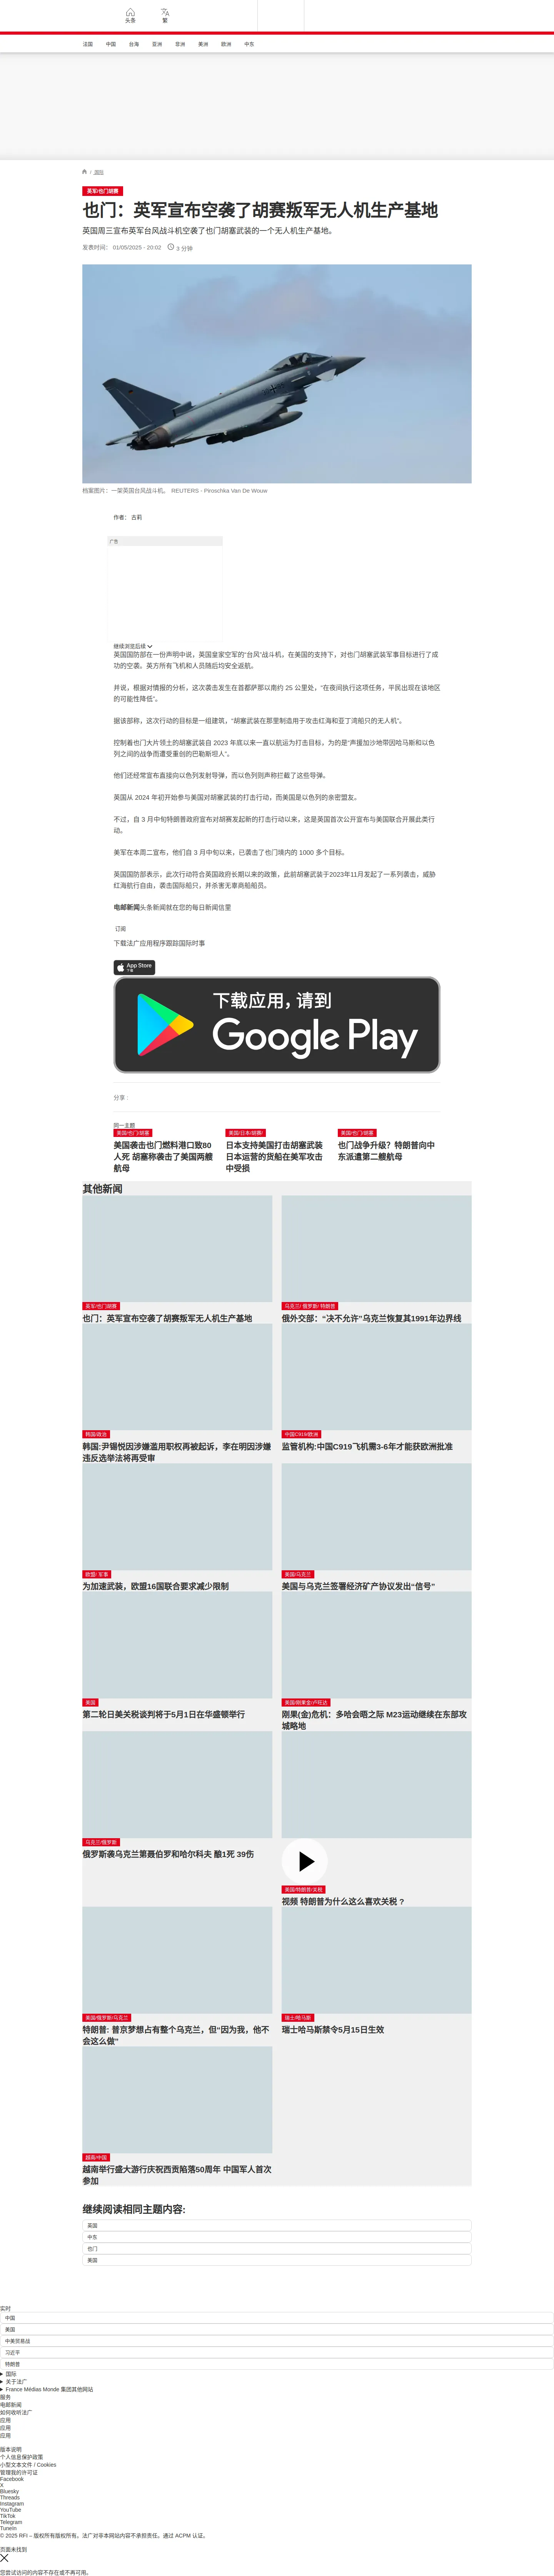 头条
繁
法国
中国
台海
亚洲
非洲
美洲
欧洲
中东
/ 国际
英军/也门胡赛
也门：英军宣布空袭了胡赛叛军无人机生产基地
英国周三宣布英军台风战斗机空袭了也门胡塞武装的一个无人机生产基地。
发表时间： 01/05/2025 - 20:02
3 分钟
档案图片：一架英国台风战斗机。 REUTERS - Piroschka Van De Wouw
作者： 古莉
广告
继续浏览后续
英国国防部在一份声明中说，英国皇家空军的“台风”战斗机，在美国的支持下，对也门胡塞武装军事目标进行了成
功的空袭。英方所有飞机和人员随后均安全返航。
并说，根据对情报的分析，这次袭击发生在首都萨那以南约 25 公里处，“在夜间执行这项任务，平民出现在该地区
的可能性降低”。
据该部称，这次行动的目标是一组建筑，“胡塞武装在那里制造用于攻击红海和亚丁湾船只的无人机”。
控制着也门大片领土的胡塞武装自 2023 年底以来一直以航运为打击目标，为的是“声援加沙地带因哈马斯和以色
列之间的战争而遭受重创的巴勒斯坦人”。
他们还经常宣布直接向以色列发射导弹，而以色列则声称拦截了这些导弹。
英国从 2024 年初开始参与美国对胡塞武装的打击行动，而美国是以色列的亲密盟友。
不过，自 3 月中旬特朗普政府宣布对胡赛发起新的打击行动以来，这是英国首次公开宣布与美国联合开展此类行
动。
美军在本周二宣布，他们自 3 月中旬以来，已袭击了也门境内的 1000 多个目标。
英国国防部表示，此次行动符合英国政府长期以来的政策，此前胡塞武装于2023年11月发起了一系列袭击，威胁
红海航行自由，袭击国际船只，并杀害无辜商船船员。
电邮新闻头条新闻就在您的每日新闻信里
订阅
下载法广应用程序跟踪国际时事
App Store
下载
下载应用，请到
Google Play
分享 :
同一主题
美国/也门/胡塞
美国袭击也门燃料港口致80
人死 胡塞称袭击了美国两艘
航母
美国/日本/胡赛/
日本支持美国打击胡塞武装
日本运营的货船在美军攻击
中受损
美国/也门/胡塞
也门战争升级？特朗普向中
东派遣第二艘航母
其他新闻
英军/也门胡赛
也门：英军宣布空袭了胡赛叛军无人机生产基地
乌克兰/ 俄罗斯/ 特朗普
俄外交部：“决不允许”乌克兰恢复其1991年边界线
韩国/政治
韩国:尹锡悦因涉嫌滥用职权再被起诉，李在明因涉嫌
违反选举法将再受审
中国C919/欧洲
监管机构:中国C919飞机需3-6年才能获欧洲批准
欧盟/ 军事
为加速武装，欧盟16国联合要求减少限制
美国/乌克兰
美国与乌克兰签署经济矿产协议发出“信号”
美国
第二轮日美关税谈判将于5月1日在华盛顿举行
美国/刚果金/卢旺达
刚果(金)危机：多哈会晤之际 M23运动继续在东部攻
城略地
乌克兰/俄罗斯
俄罗斯袭乌克兰第聂伯罗和哈尔科夫 酿1死 39伤
美国/特朗普/关税
视频 特朗普为什么这么喜欢关税 ？
美国/俄罗斯/乌克兰
特朗普: 普京梦想占有整个乌克兰，但“因为我，他不
会这么做”
瑞士/哈马斯
瑞士哈马斯禁令5月15日生效
越南/中国
越南举行盛大游行庆祝西贡陷落50周年 中国军人首次
参加
继续阅读相同主题内容:
英国
中东
也门
美国
实时
中国
美国
中美贸易战
习近平
特朗普
国际
关于法广
France Médias Monde 集团其他网站
服务
电邮新闻
如何收听法广
应用
应用
应用
版本说明
个人信息保护政策
小型文本文件 / Cookies
管理我的许可证
Facebook
X
Bluesky
Threads
Instagram
YouTube
TikTok
Telegram
TuneIn
© 2025 RFI – 版权所有版权所有。法广对非本网站内容不承担责任。通过 ACPM 认证。
页面未找到
您尝试访问的内容不存在或不再可用。